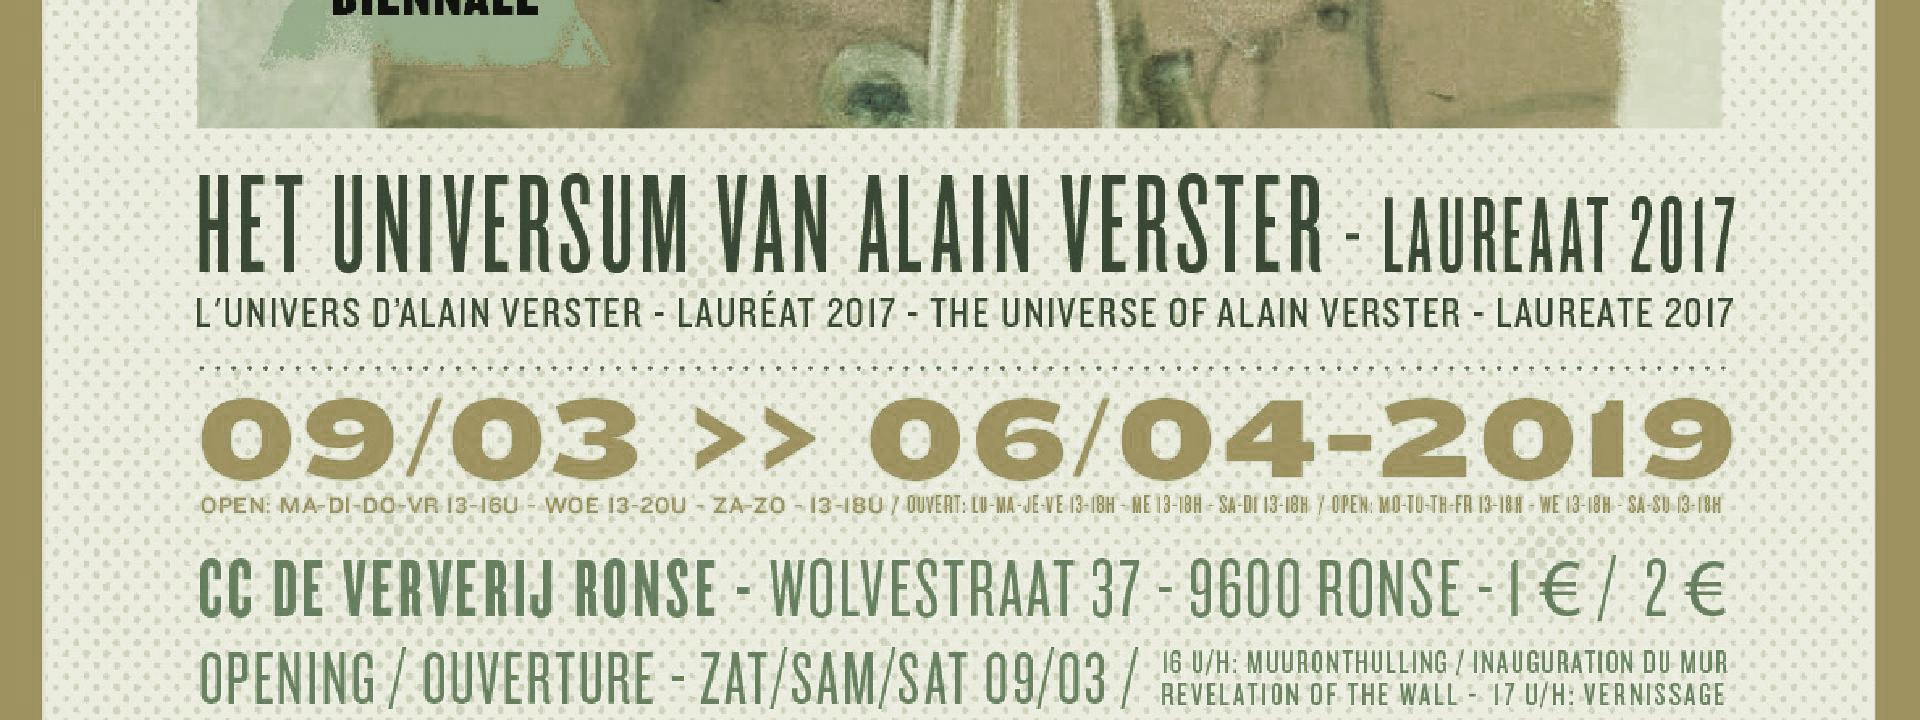 BIENNALE
HET UNIVERSUM VAN ALAIN VERSTER - LAUREAAT 2017
L'UNIVERS D'ALAIN VERSTER - LAURÉAT 2017 - THE UNIVERSE OF ALAIN VERSTER - LAUREATE 2017
09/03 >> 06/04-2019
OPEN: MA-DI-DO-VR 13-16U - WOE 13-20U - ZA-ZO - 13-18U / OUVERT: LU-MA-JE-VE 13-18H - ME 13-18H - SA-DI 13-18H / OPEN: MO-TU-TH-FR 13-18H - WE 13-18H - SA-SU 13-18H
CC DE VERVERIJ RONSE - WOLVESTRAAT 37 - 9600 RONSE - 1 € / 2 €
OPENING / OUVERTURE - ZAT/SAM/SAT 09/03 / 16 U/H: MUURONTHULLING / INAUGURATION DU MUR
REVELATION OF THE WALL - 17 U/H: VERNISSAGE